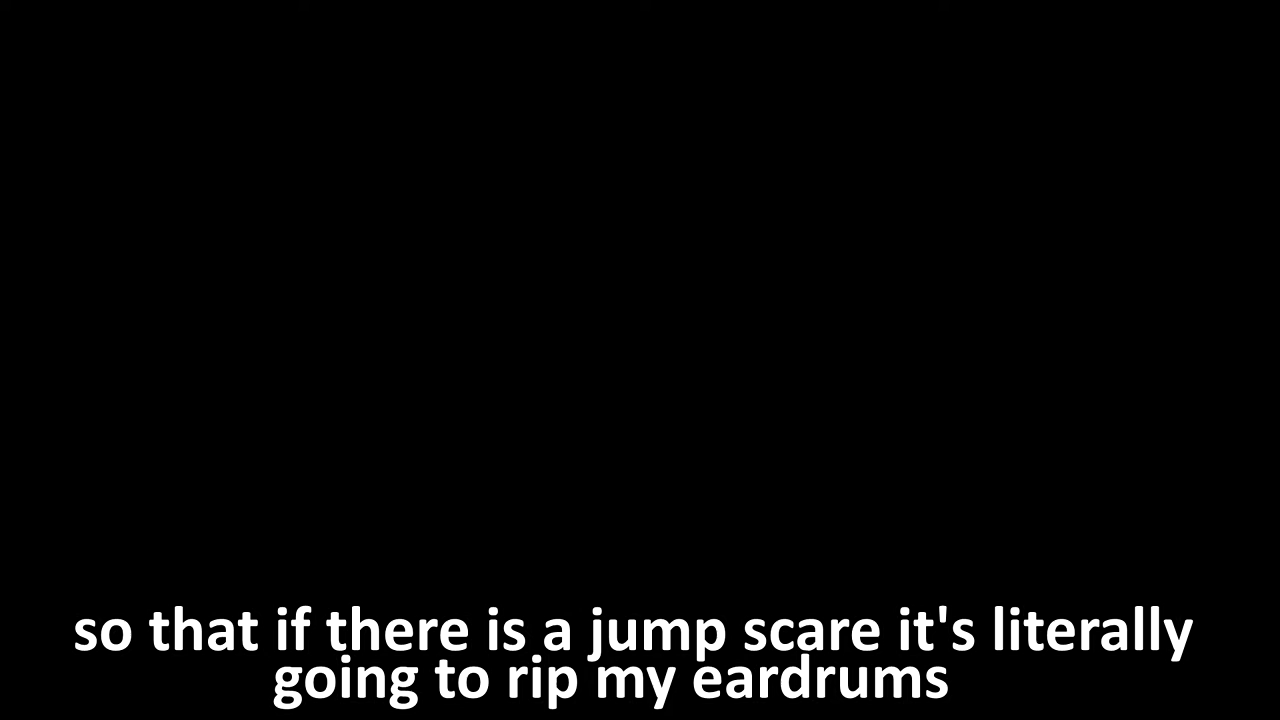 so that if there is a jump scare it's literally
going to rip my eardrums